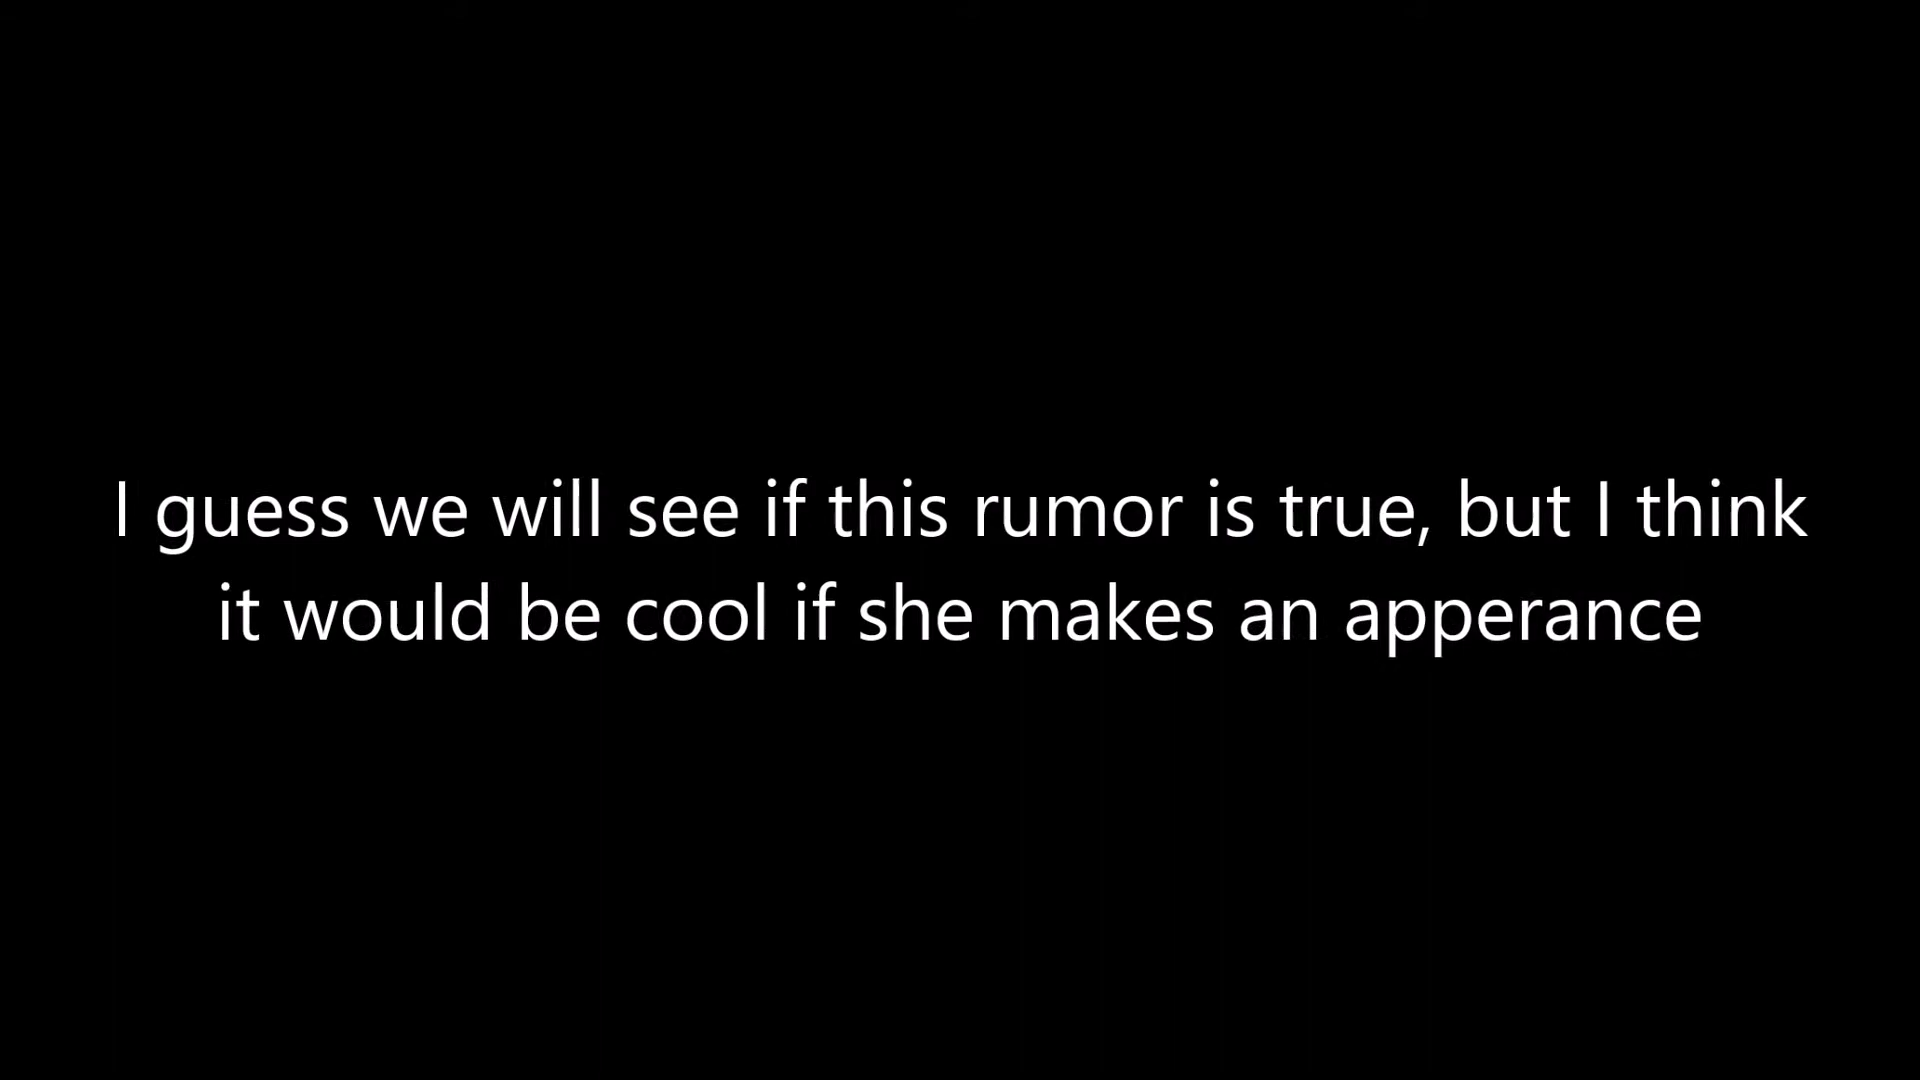 I guess we will see if this rumor is true, but I think
it would be cool if she makes an apperance